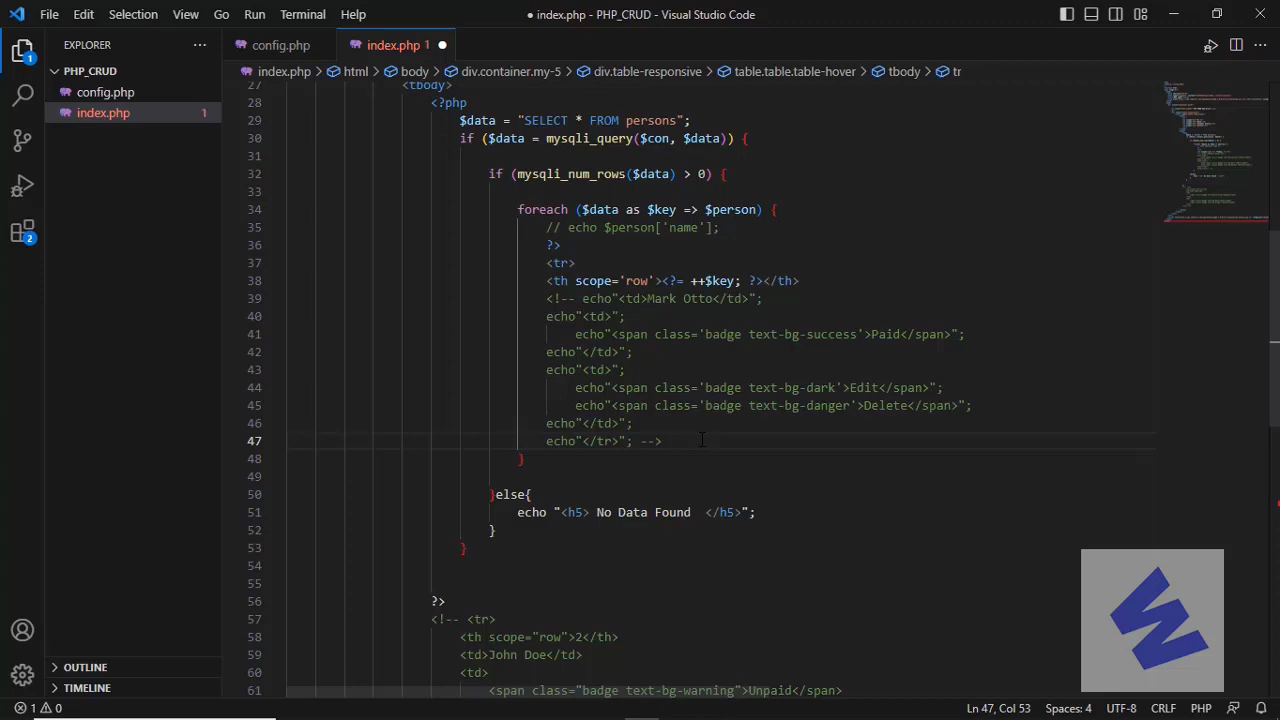 File Edit Selection View Go Run Terminal Help
● index.php - PHP_CRUD - Visual Studio Code
EXPLORER
config.php
index.php 1
PHP_CRUD
config.php
index.php 1
index.php > html > body > div.container.my-5 > div.table-responsive > table.table.table-hover > tbody > tr
27 <tbody>
28 <?php
29 $data = "SELECT * FROM persons";
30 if ($data = mysqli_query($con, $data)) {
31
32 if (mysqli_num_rows($data) > 0) {
33
34 foreach ($data as $key => $person) {
35 // echo $person['name'];
36 ?>
37 <tr>
38 <th scope='row'><?= ++$key; ?></th>
39 <!-- echo"<td>Mark Otto</td>";
40 echo"<td>";
41 echo"<span class='badge text-bg-success'>Paid</span>";
42 echo"</td>";
43 echo"<td>";
44 echo"<span class='badge text-bg-dark'>Edit</span>";
45 echo"<span class='badge text-bg-danger'>Delete</span>";
46 echo"</td>";
47 echo"</tr>"; -->
48 }
49
50 }else{
51 echo "<h5> No Data Found  </h5>";
52 }
53 }
54
55
56 ?>
57 <!-- <tr>
58 <th scope="row">2</th>
59 <td>John Doe</td>
60 <td>
61 <span class="badge text-bg-warning">Unpaid</span>
1
2
OUTLINE
TIMELINE
W
1 0
Ln 47, Col 53 Spaces: 4 UTF-8 CRLF PHP